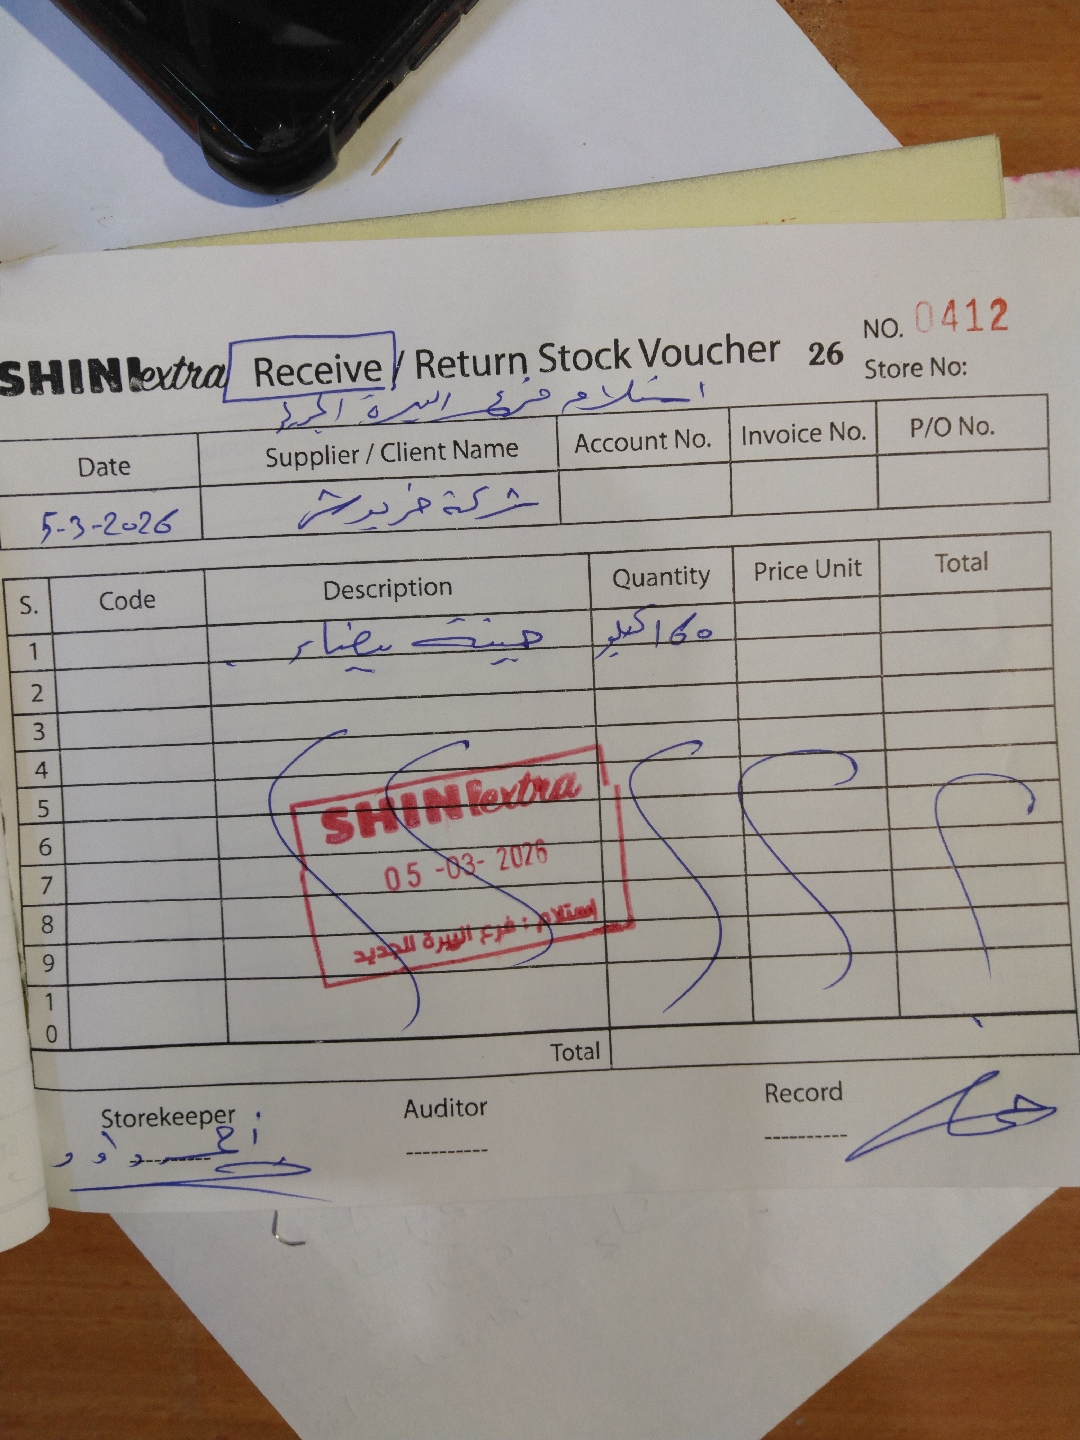 SHINI extra Receive / Return Stock Voucher 26 NO. 0412
Store No:
استلام فرع البيرة الجديد
Date Supplier / Client Name Account No. Invoice No. P/O No.
5-3-2026 شركة
S. Code Description Quantity Price Unit Total
1 بيضاء 160 كيلو
2
3
4
5
6
7
8
9
10
SHINI extra
05 -03- 2026
استلام : فرع البيرة الجديد
Total
Storekeeper Auditor Record